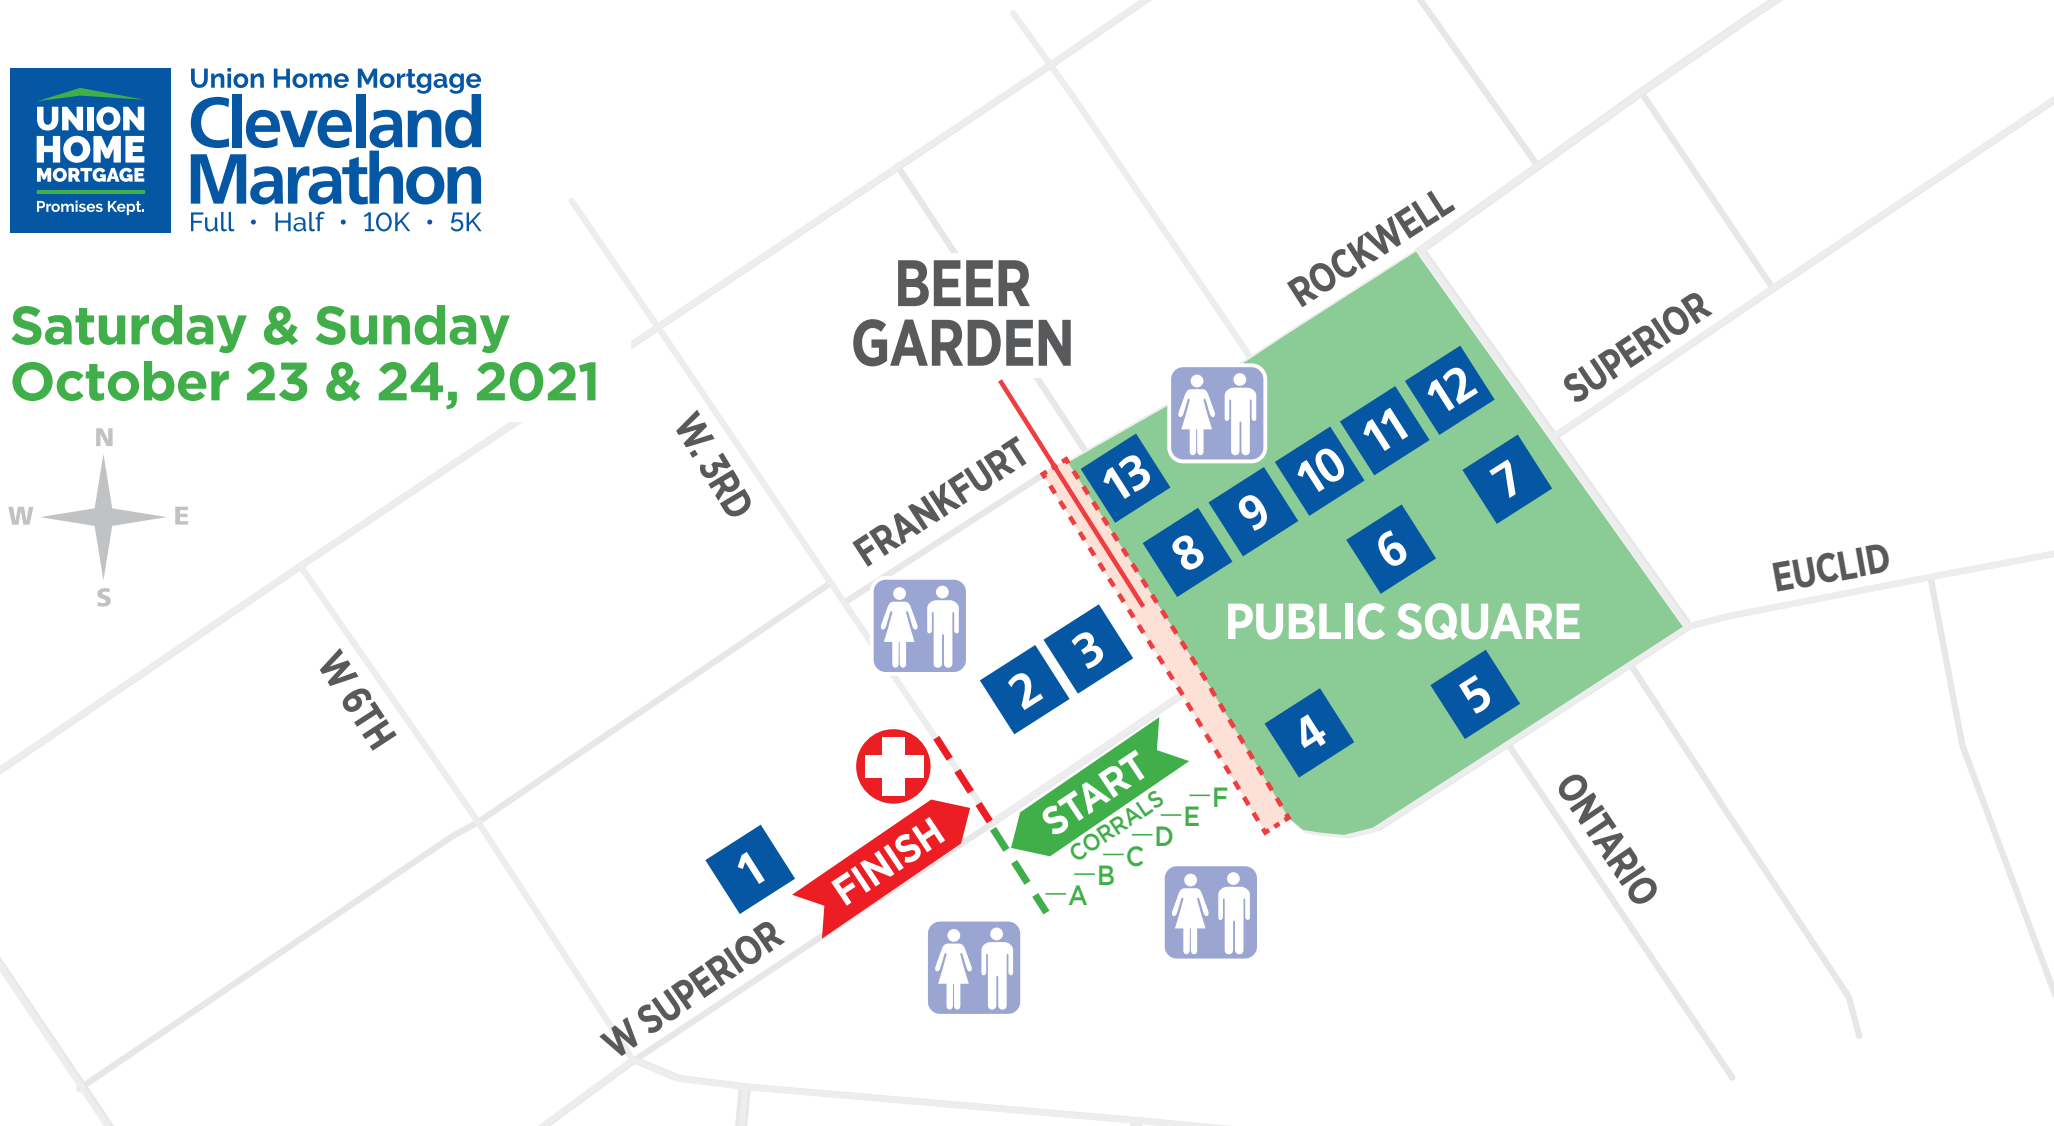 UNION
HOME
MORTGAGE
Promises Kept.
Union Home Mortgage
Cleveland
Marathon
Full • Half • 10K • 5K
Saturday & Sunday
October 23 & 24, 2021
N
W
E
S
BEER
GARDEN
ROCKWELL
SUPERIOR
EUCLID
ONTARIO
FRANKFURT
W. 3RD
W 6TH
W SUPERIOR
PUBLIC SQUARE
13
12
11
10
9
8
7
6
5
4
3
2
1
START
CORRALS
F
E
D
C
B
A
FINISH